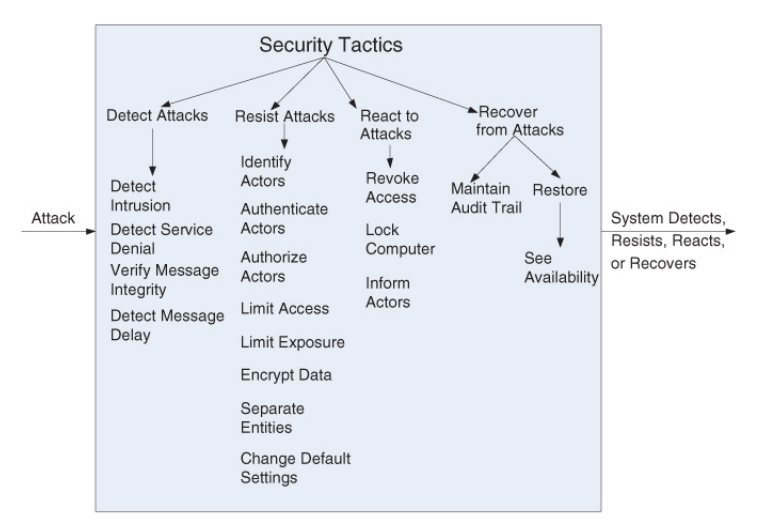 Security Tactics
Detect Attacks
Resist Attacks
React to
Attacks
Recover
from Attacks
Detect
Intrusion
Detect Service
Denial
Verify Message
Integrity
Detect Message
Delay
Identify
Actors
Authenticate
Actors
Authorize
Actors
Limit Access
Limit Exposure
Encrypt Data
Separate
Entities
Change Default
Settings
Revoke
Access
Lock
Computer
Inform
Actors
Maintain
Audit Trail
Restore
See
Availability
Attack
System Detects,
Resists, Reacts,
or Recovers